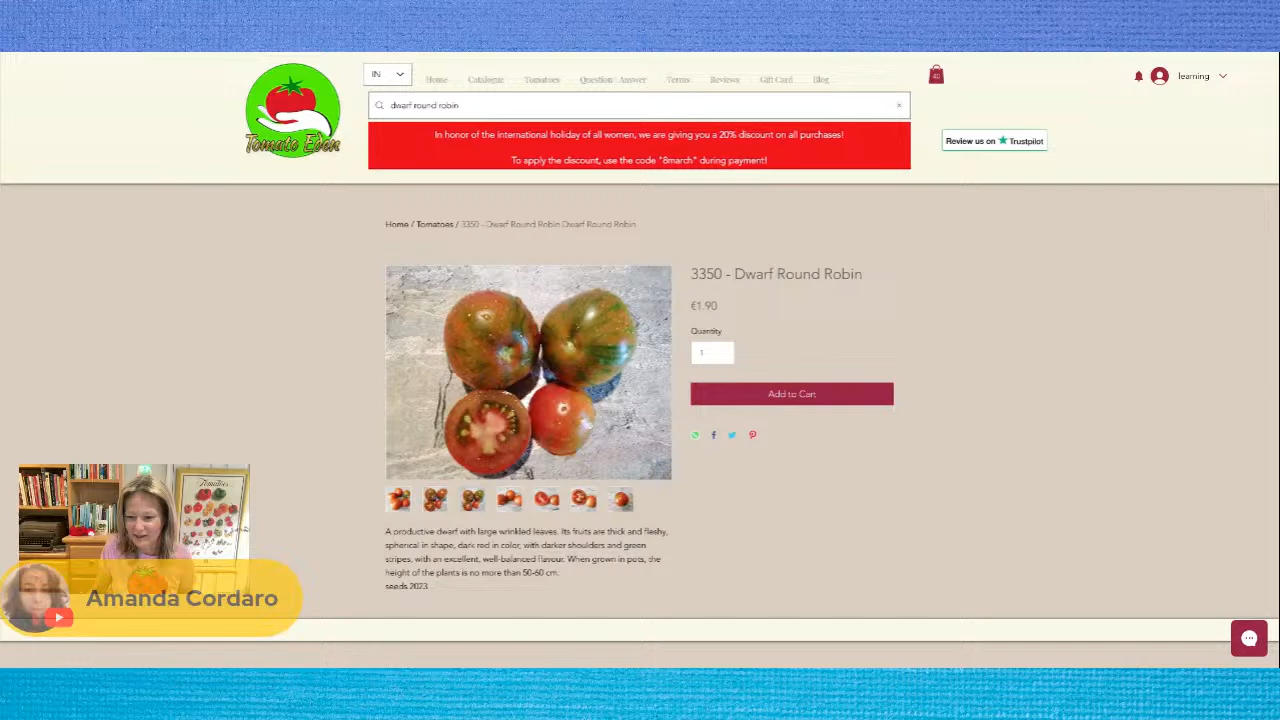 IN
Home
Catalogue
Tomatoes
Question - Answer
Terms
Reviews
Gift Card
Blog
40
learning
dwarf round robin
In honor of the international holiday of all women, we are giving you a 20% discount on all purchases!
To apply the discount, use the code "8march" during payment!
Review us on Trustpilot
Tomato Eden
Home / Tomatoes / 3350 - Dwarf Round Robin Dwarf Round Robin
3350 - Dwarf Round Robin
€1.90
Quantity
1
Add to Cart
A productive dwarf with large wrinkled leaves. Its fruits are thick and fleshy,
spherical in shape, dark red in color, with darker shoulders and green
stripes, with an excellent, well-balanced flavour. When grown in pots, the
height of the plants is no more than 50-60 cm.
seeds 2023
Tomatoes
Amanda Cordaro